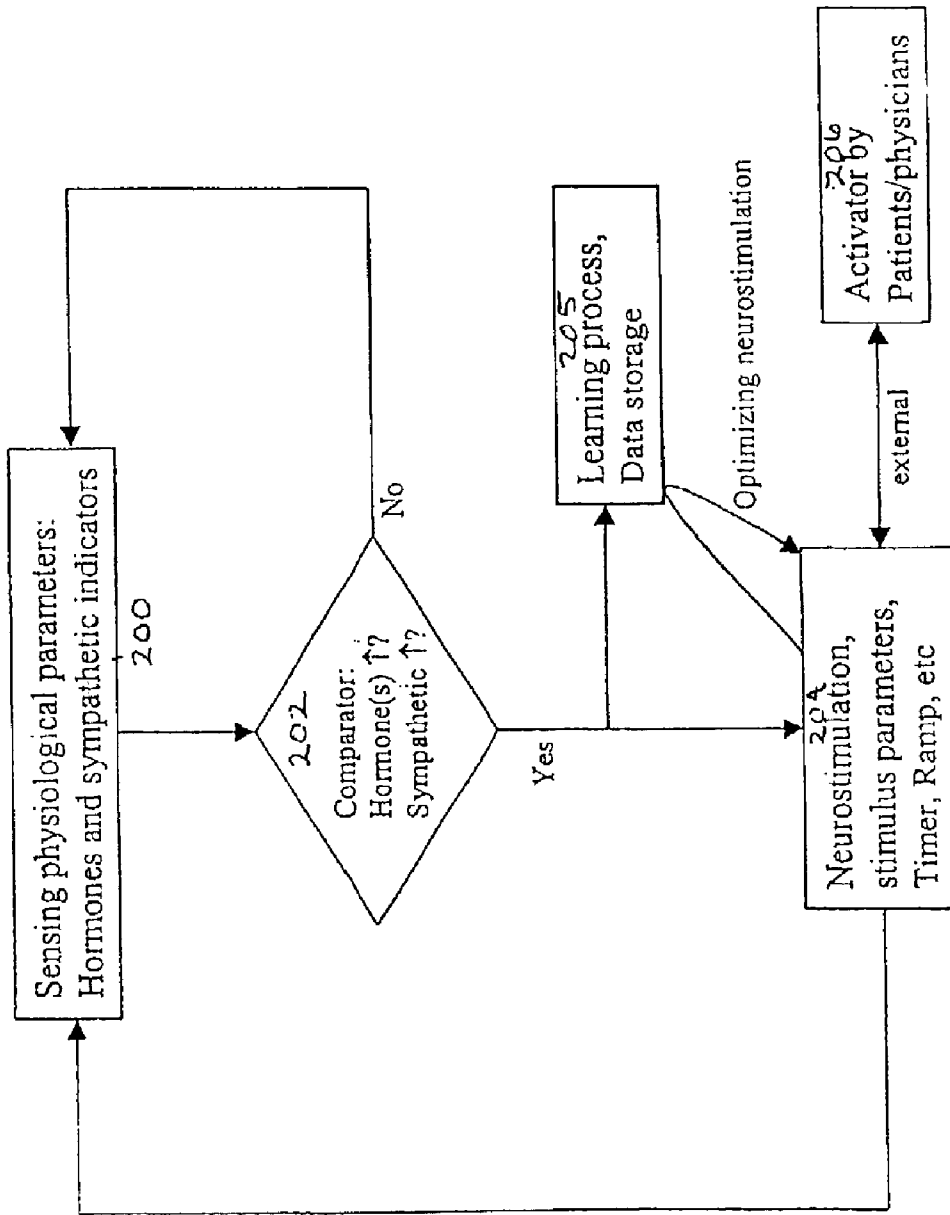 Sensing physiological parameters:
Hormones and sympathetic indicators
200
202
Comparator:
Hormone(s) ↑?
Sympathetic ↑?
No
Yes
205
Learning process,
Data storage
Optimizing neurostimulation
204
Neurostimulation,
stimulus parameters,
Timer, Ramp, etc
external
206
Activator by
Patients/physicians